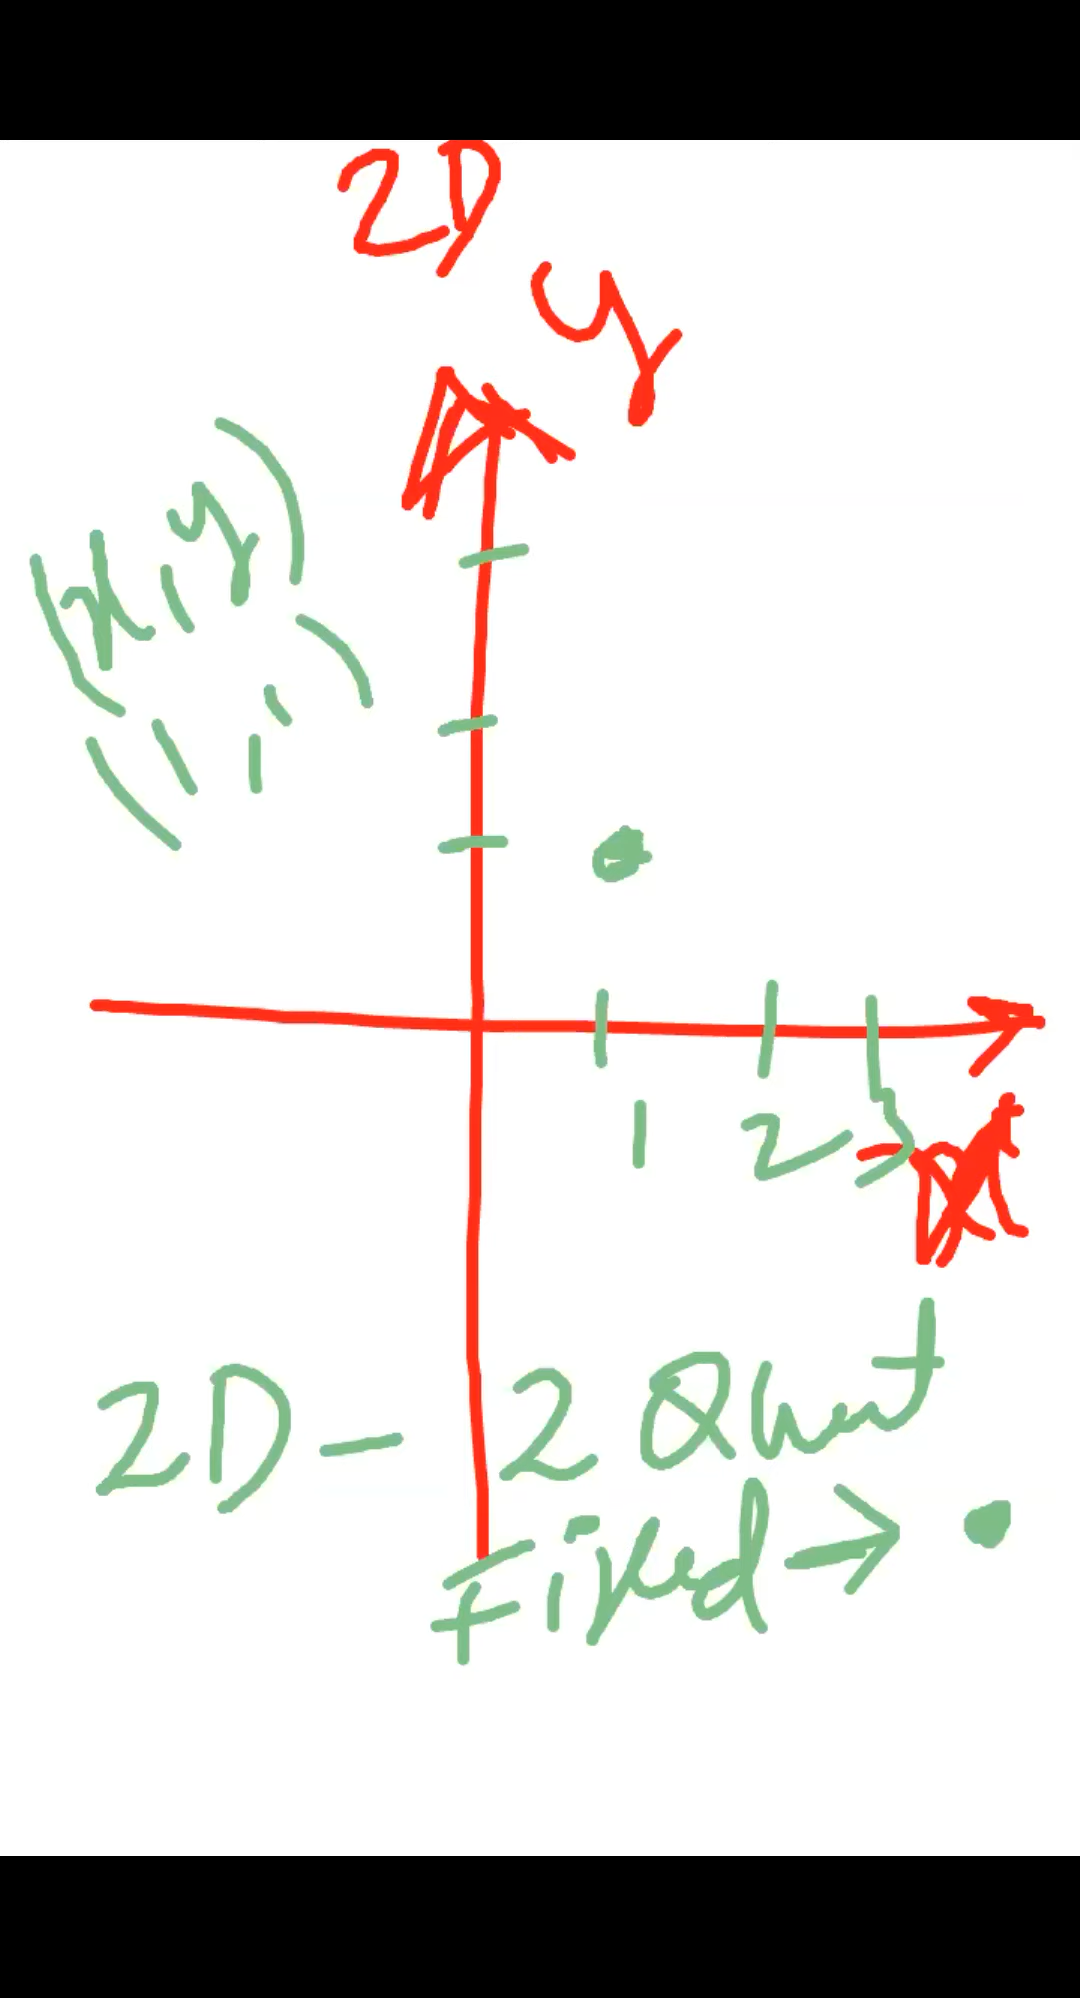 2D
y
(x,y)
(1,1)
1 2 3
x
2D - 2 Quant
Fixed →